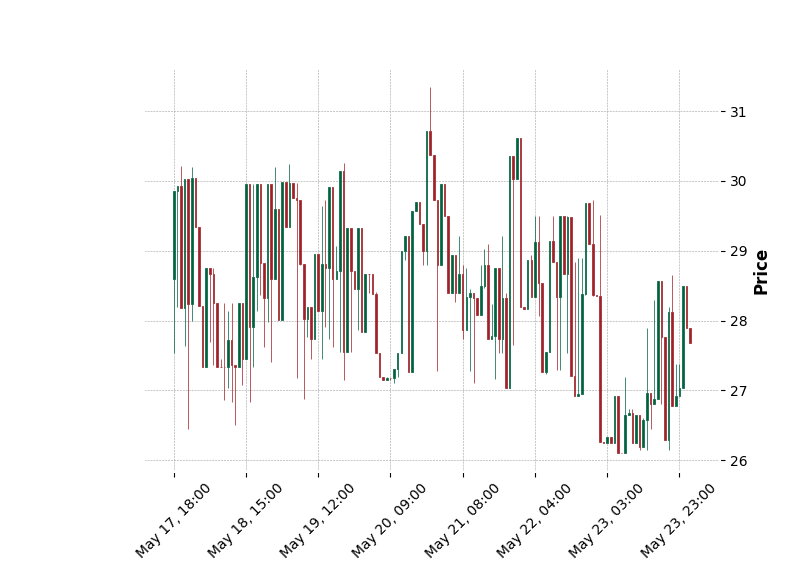 31
30
29
28
27
26
Price
May 17, 18:00
May 18, 15:00
May 19, 12:00
May 20, 09:00
May 21, 08:00
May 22, 04:00
May 23, 03:00
May 23, 23:00